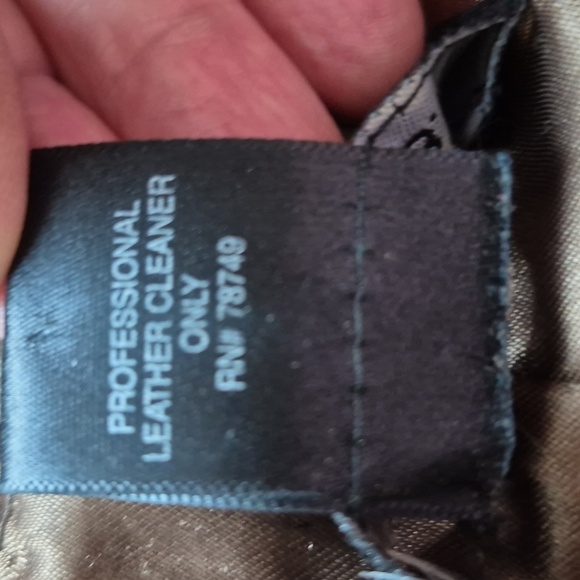 PROFESSIONAL
LEATHER CLEANER
ONLY
RN# 78749